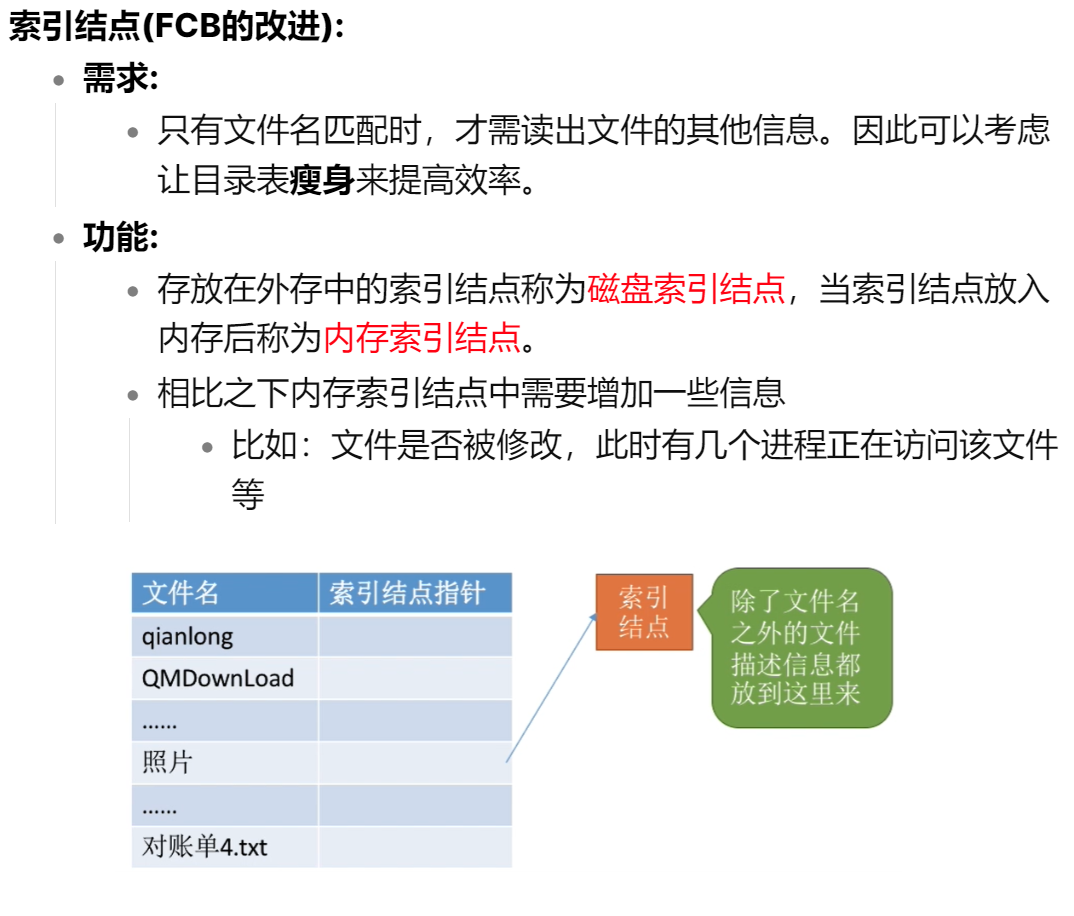 索引结点(FCB的改进):
需求:
只有文件名匹配时，才需读出文件的其他信息。因此可以考虑
让目录表瘦身来提高效率。
功能:
存放在外存中的索引结点称为磁盘索引结点，当索引结点放入
内存后称为内存索引结点。
相比之下内存索引结点中需要增加一些信息
比如：文件是否被修改，此时有几个进程正在访问该文件
等
文件名 索引结点指针
qianlong
QMDownLoad
……
照片
……
对账单4.txt
索引
结点
除了文件名
之外的文件
描述信息都
放到这里来